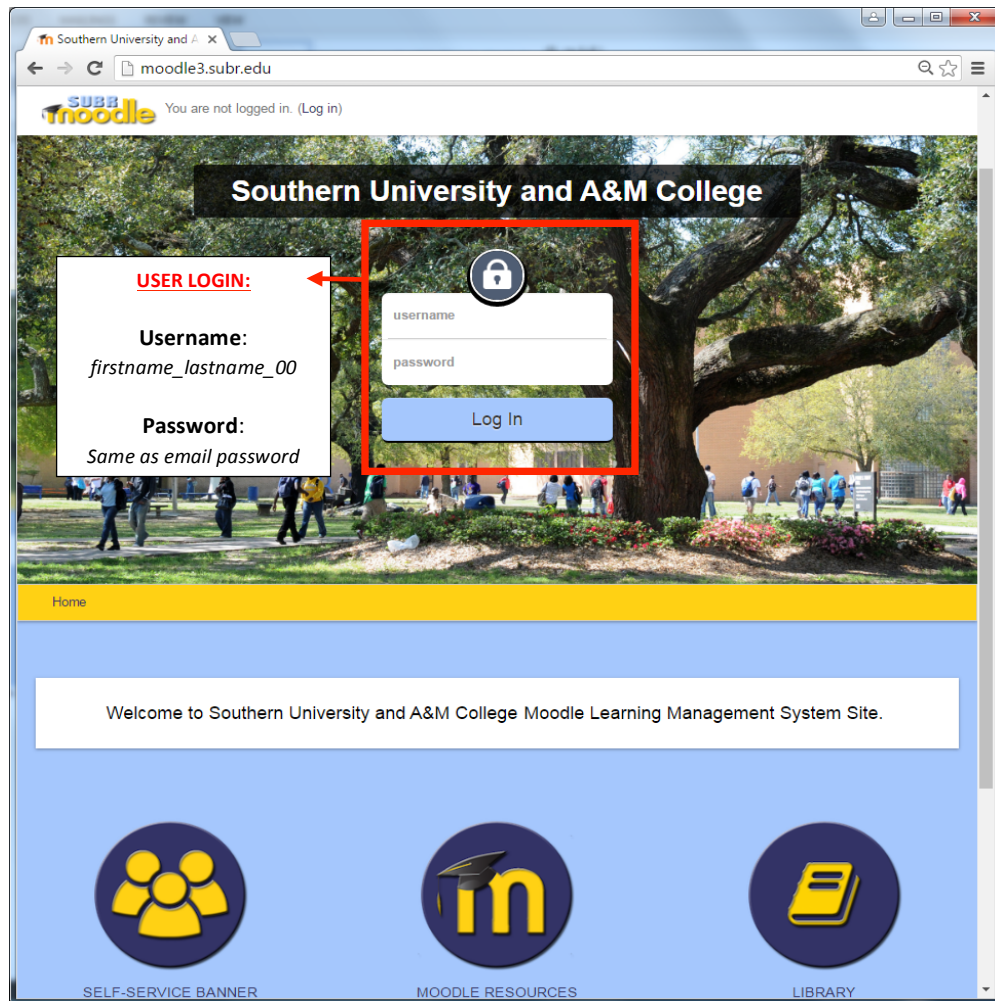 Southern University and A
moodle3.subr.edu
SUBR
moodle
You are not logged in. (Log in)
Southern University and A&M College
USER LOGIN:
Username:
firstname_lastname_00
Password:
Same as email password
username
password
Log In
Home
Welcome to Southern University and A&M College Moodle Learning Management System Site.
m
SELF-SERVICE BANNER
MOODLE RESOURCES
LIBRARY